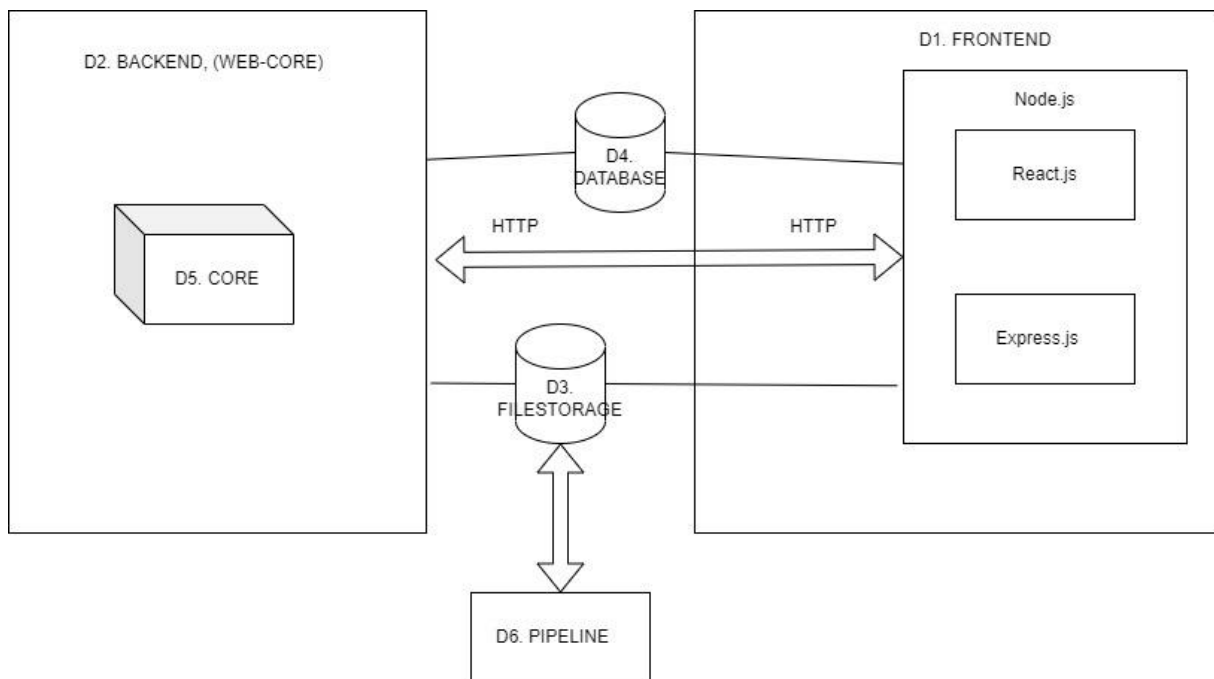 D2. BACKEND, (WEB-CORE)
D5. CORE
D4.
DATABASE
HTTP
HTTP
D3.
FILESTORAGE
D6. PIPELINE
D1. FRONTEND
Node.js
React.js
Express.js